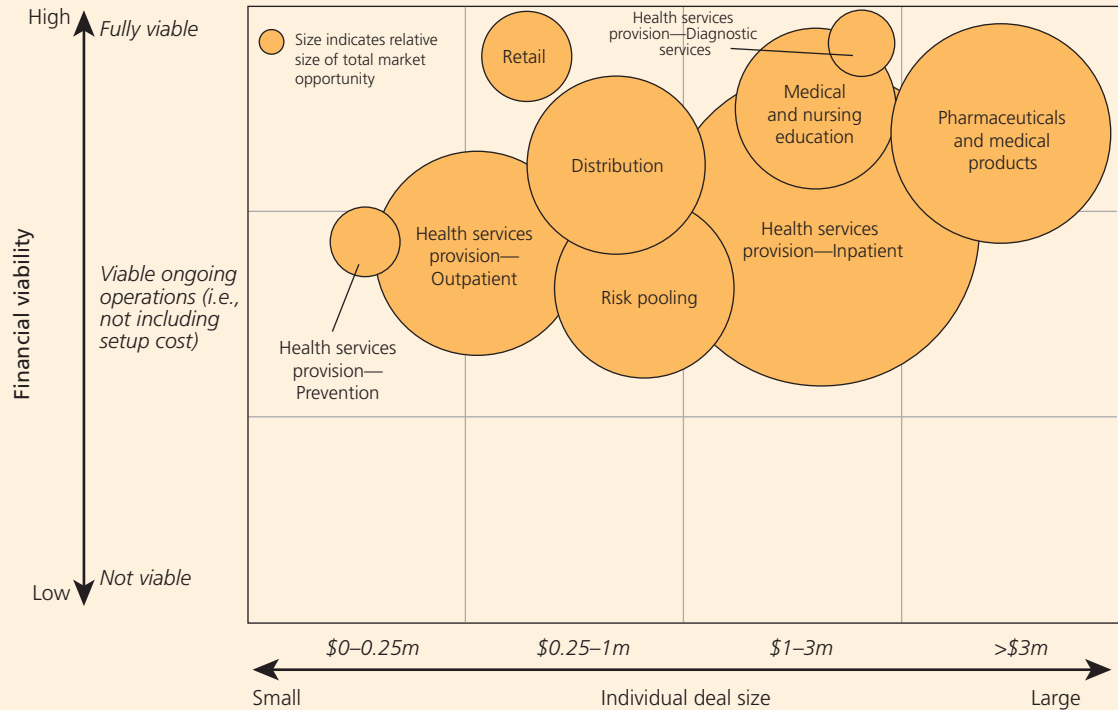 High
Fully viable
Size indicates relative
size of total market
opportunity
Retail
Health services
provision—Diagnostic
services
Medical
and nursing
education
Pharmaceuticals
and medical
products
Distribution
Financial viability
Viable ongoing
operations (i.e.,
not including
setup cost)
Health services
provision—
Outpatient
Health services
provision—Inpatient
Risk pooling
Health services
provision—
Prevention
Not viable
Low
$0–0.25m
$0.25–1m
$1–3m
>$3m
Small
Individual deal size
Large